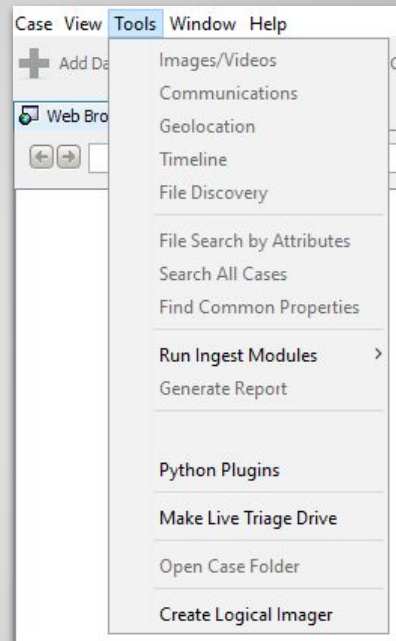 Case View Tools Window Help
Add Da
Web Bro
Images/Videos
Communications
Geolocation
Timeline
File Discovery
File Search by Attributes
Search All Cases
Find Common Properties
Run Ingest Modules >
Generate Report
Python Plugins
Make Live Triage Drive
Open Case Folder
Create Logical Imager